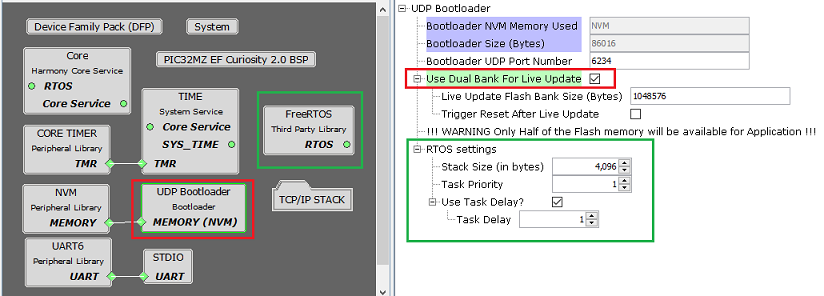 Device Family Pack (DFP)
System
Core
Harmony Core Service
RTOS
Core Service
PIC32MZ EF Curiosity 2.0 BSP
TIME
System Service
Core Service
SYS_TIME
TMR
FreeRTOS
Third Party Library
RTOS
CORE TIMER
Peripheral Library
TMR
NVM
Peripheral Library
MEMORY
UDP Bootloader
Bootloader
MEMORY (NVM)
TCP/IP STACK
UART6
Peripheral Library
UART
STDIO
UART
UDP Bootloader
Bootloader NVM Memory Used NVM
Bootloader Size (Bytes) 86016
Bootloader UDP Port Number 6234
Use Dual Bank For Live Update
Live Update Flash Bank Size (Bytes) 1048576
Trigger Reset After Live Update
!!! WARNING Only Half of the Flash memory will be available for Application !!!
RTOS settings
Stack Size (in bytes) 4,096
Task Priority 1
Use Task Delay?
Task Delay 1